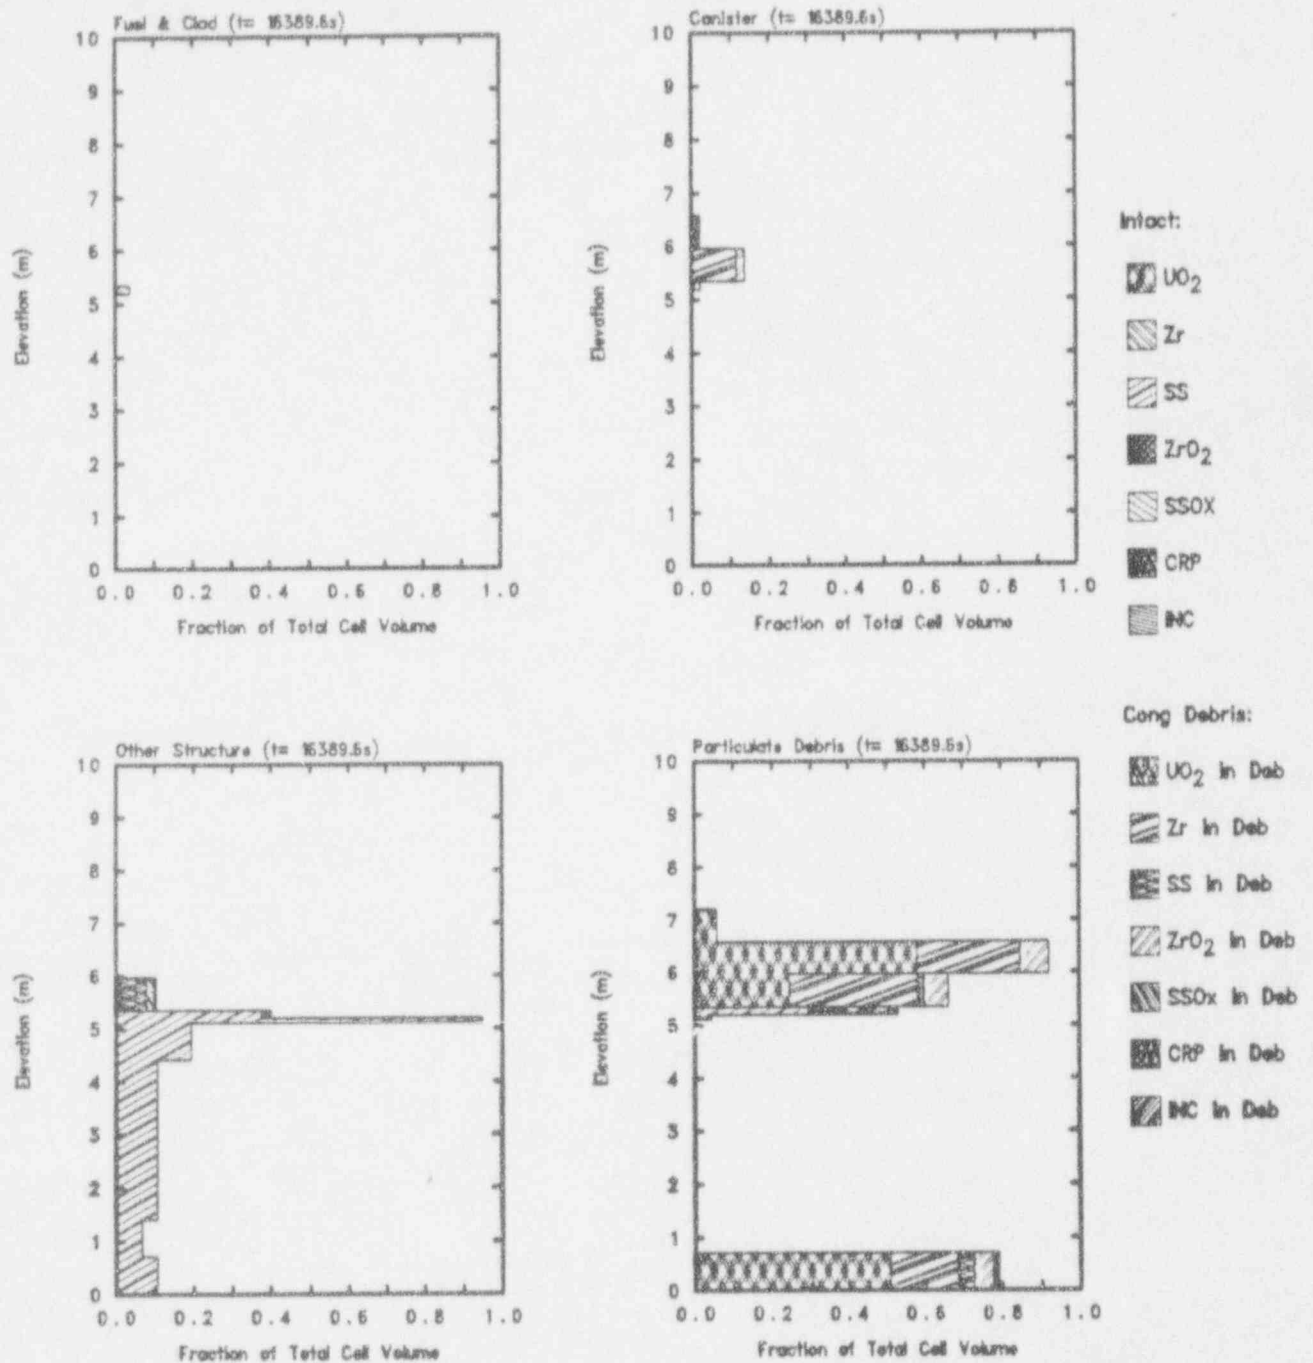 Fuel & Clad (t= 16389.6s)
10
9
8
7
6
5
4
3
2
1
0
Elevation (m)
0.0 0.2 0.4 0.6 0.8 1.0
Fraction of Total Cell Volume
Canister (t= 16389.6s)
10
9
8
7
6
5
4
3
2
1
0
Elevation (m)
0.0 0.2 0.4 0.6 0.8 1.0
Fraction of Total Cell Volume
Intact:
UO2
Zr
SS
ZrO2
SSOX
CRP
INC
Other Structure (t= 16389.6s)
10
9
8
7
6
5
4
3
2
1
0
Elevation (m)
0.0 0.2 0.4 0.6 0.8 1.0
Fraction of Total Cell Volume
Particulate Debris (t= 16389.6s)
10
9
8
7
6
5
4
3
2
1
0
Elevation (m)
0.0 0.2 0.4 0.6 0.8 1.0
Fraction of Total Cell Volume
Cong Debris:
UO2 In Deb
Zr In Deb
SS In Deb
ZrO2 In Deb
SSOx In Deb
CRP In Deb
INC In Deb